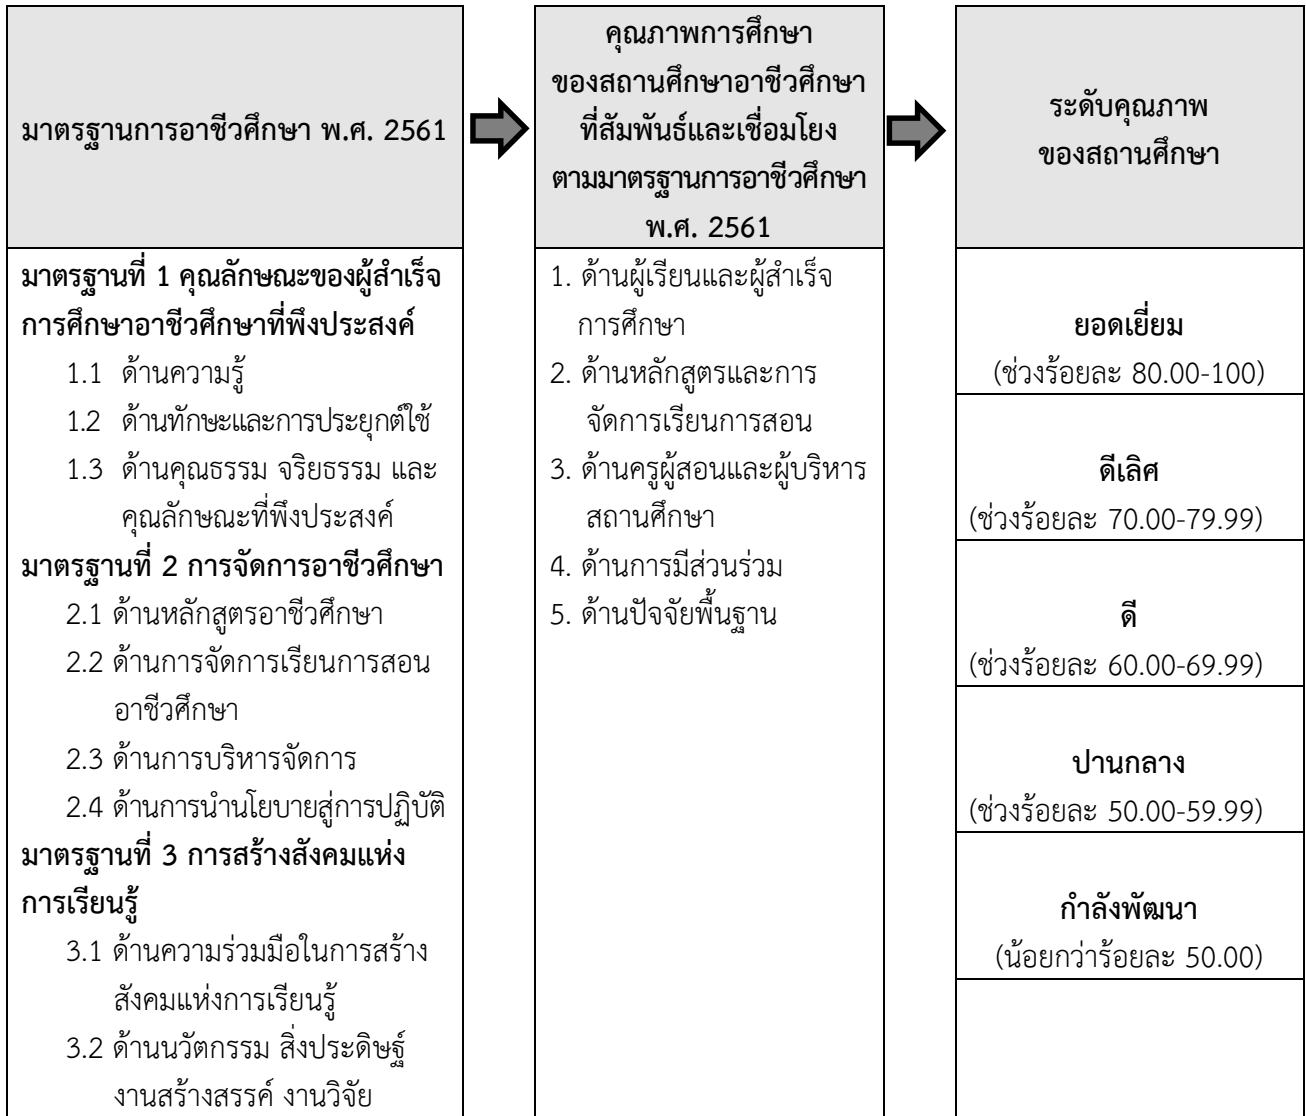 มาตรฐานการอาชีวศึกษา พ.ศ. 2561
คุณภาพการศึกษา
ของสถานศึกษาอาชีวศึกษา
ที่สัมพันธ์และเชื่อมโยง
ตามมาตรฐานการอาชีวศึกษา
พ.ศ. 2561
ระดับคุณภาพ
ของสถานศึกษา
มาตรฐานที่ 1 คุณลักษณะของผู้สำเร็จ
การศึกษาอาชีวศึกษาที่พึงประสงค์
1.1 ด้านความรู้
1.2 ด้านทักษะและการประยุกต์ใช้
1.3 ด้านคุณธรรม จริยธรรม และ
คุณลักษณะที่พึงประสงค์
มาตรฐานที่ 2 การจัดการอาชีวศึกษา
2.1 ด้านหลักสูตรอาชีวศึกษา
2.2 ด้านการจัดการเรียนการสอน
อาชีวศึกษา
2.3 ด้านการบริหารจัดการ
2.4 ด้านการนำนโยบายสู่การปฏิบัติ
มาตรฐานที่ 3 การสร้างสังคมแห่ง
การเรียนรู้
3.1 ด้านความร่วมมือในการสร้าง
สังคมแห่งการเรียนรู้
3.2 ด้านนวัตกรรม สิ่งประดิษฐ์
งานสร้างสรรค์ งานวิจัย
1. ด้านผู้เรียนและผู้สำเร็จ
การศึกษา
2. ด้านหลักสูตรและการ
จัดการเรียนการสอน
3. ด้านครูผู้สอนและผู้บริหาร
สถานศึกษา
4. ด้านการมีส่วนร่วม
5. ด้านปัจจัยพื้นฐาน
ยอดเยี่ยม
(ช่วงร้อยละ 80.00-100)
ดีเลิศ
(ช่วงร้อยละ 70.00-79.99)
ดี
(ช่วงร้อยละ 60.00-69.99)
ปานกลาง
(ช่วงร้อยละ 50.00-59.99)
กำลังพัฒนา
(น้อยกว่าร้อยละ 50.00)